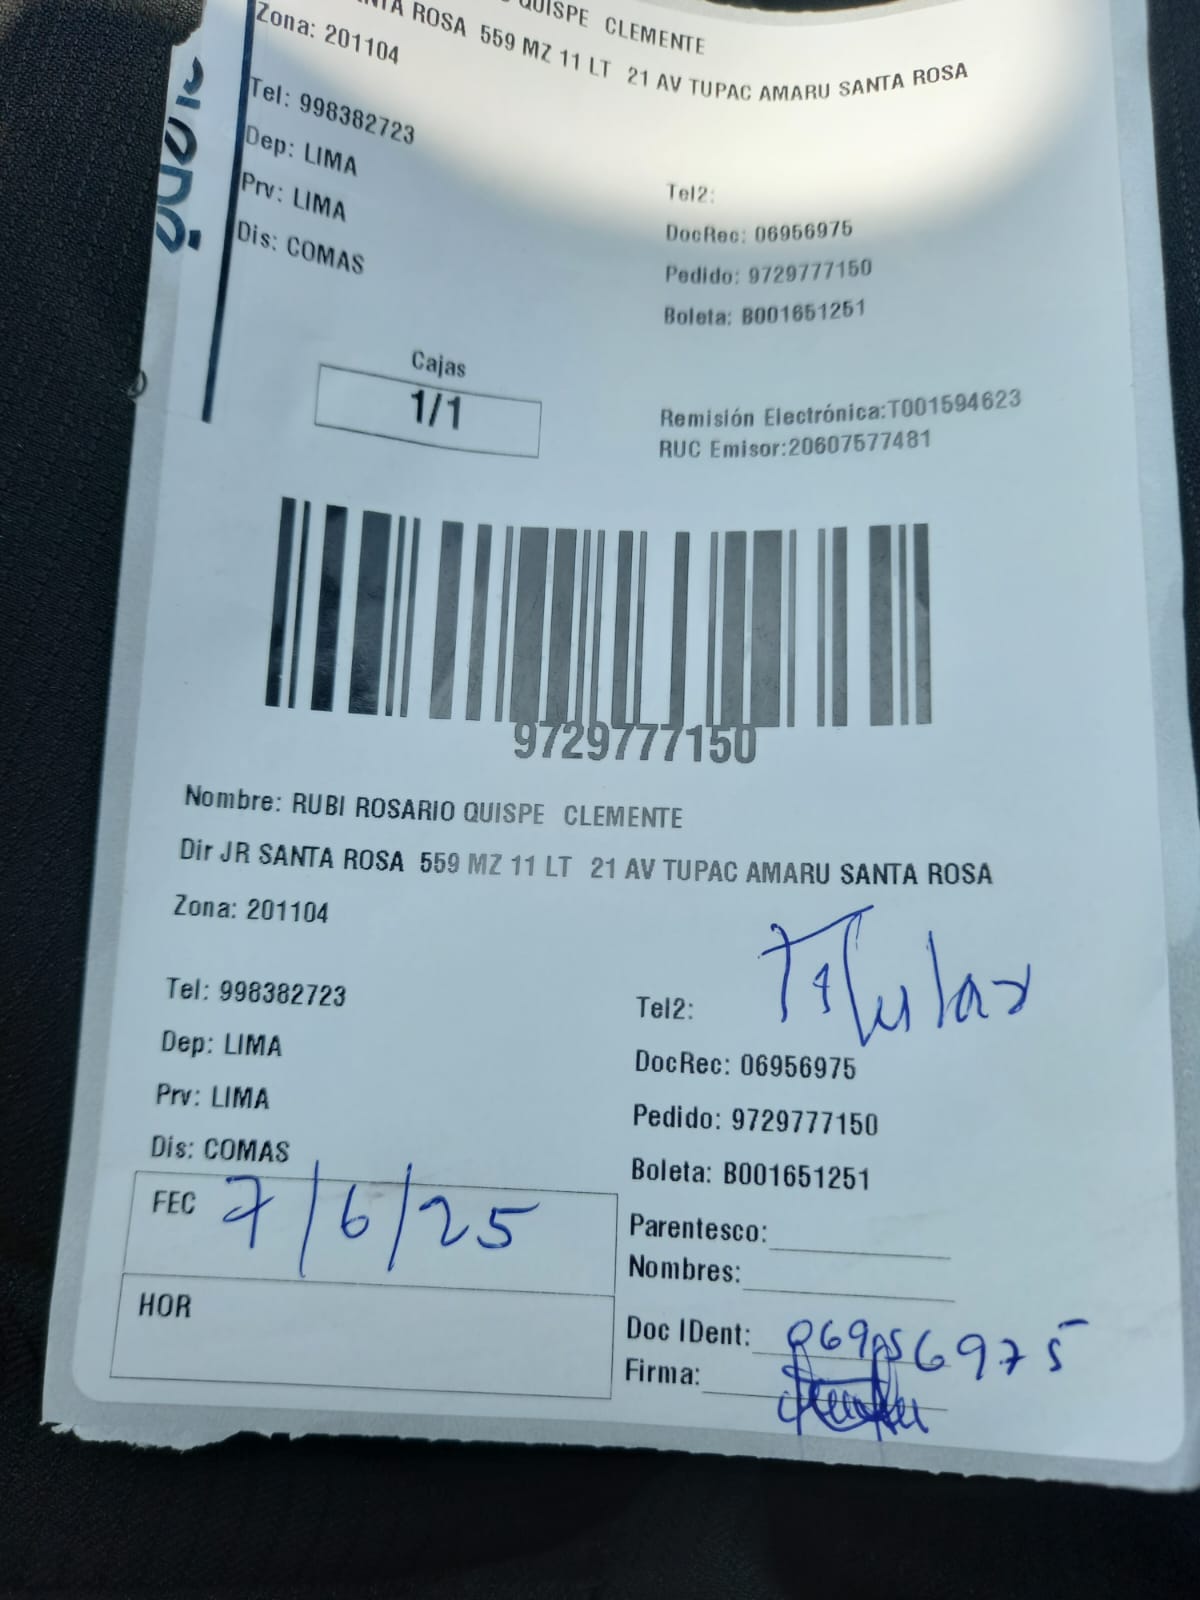 QUISPE  CLEMENTE
ROSA  559 MZ 11 LT  21 AV TUPAC AMARU SANTA ROSA
Zona: 201104
Tel: 998382723
Dep: LIMA
Tel2:
Prv: LIMA
DocRec: 06956975
Dis: COMAS
Pedido: 9729777150
Boleta: B001651251
Cajas
1/1
Remisión Electrónica:T001594623
RUC Emisor:20607577481
9729777150
Nombre: RUBI ROSARIO QUISPE  CLEMENTE
Dir JR SANTA ROSA  559 MZ 11 LT  21 AV TUPAC AMARU SANTA ROSA
Zona: 201104
Titular
Tel: 998382723
Tel2:
Dep: LIMA
DocRec: 06956975
Prv: LIMA
Pedido: 9729777150
Dis: COMAS
Boleta: B001651251
FEC 7/6/25
Parentesco:
Nombres:
HOR
Doc IDent: 06956975
Firma: